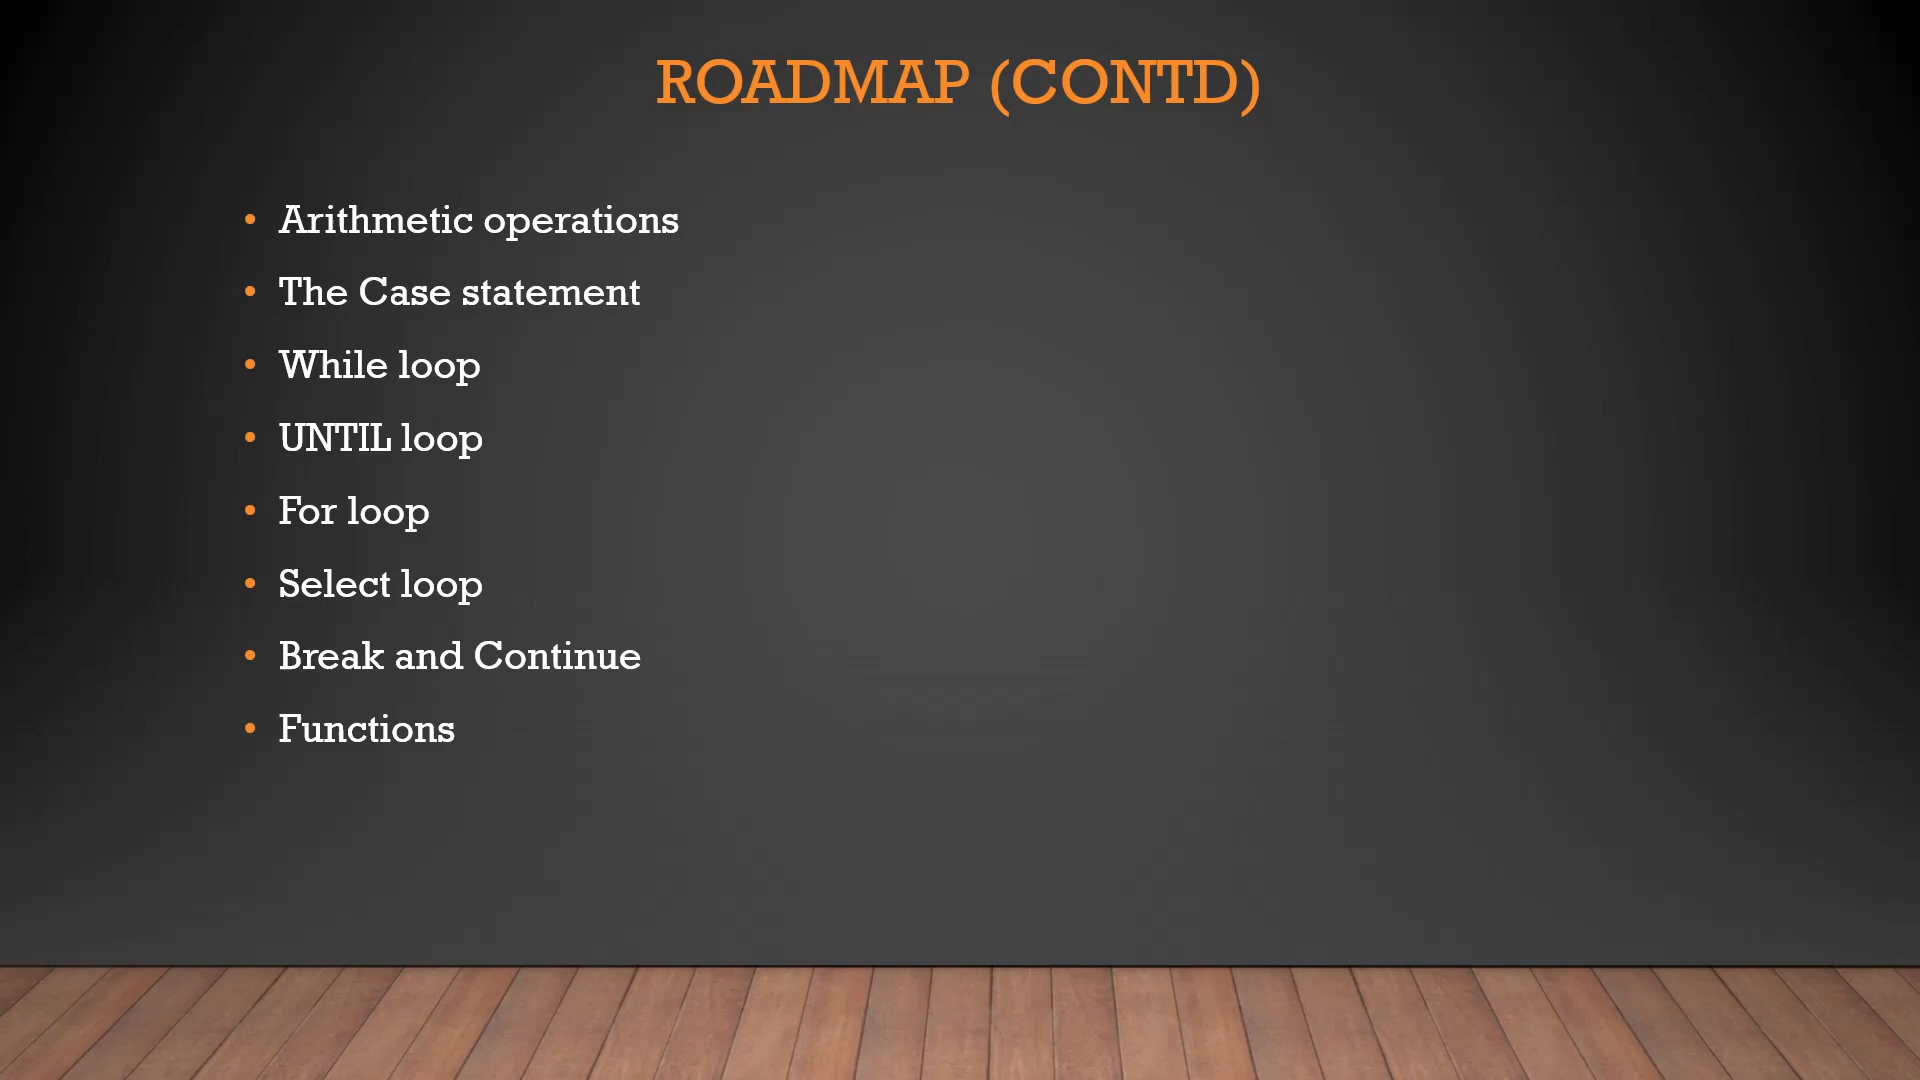 ROADMAP (CONTD)
• Arithmetic operations
• The Case statement
• While loop
• UNTIL loop
• For loop
• Select loop
• Break and Continue
• Functions